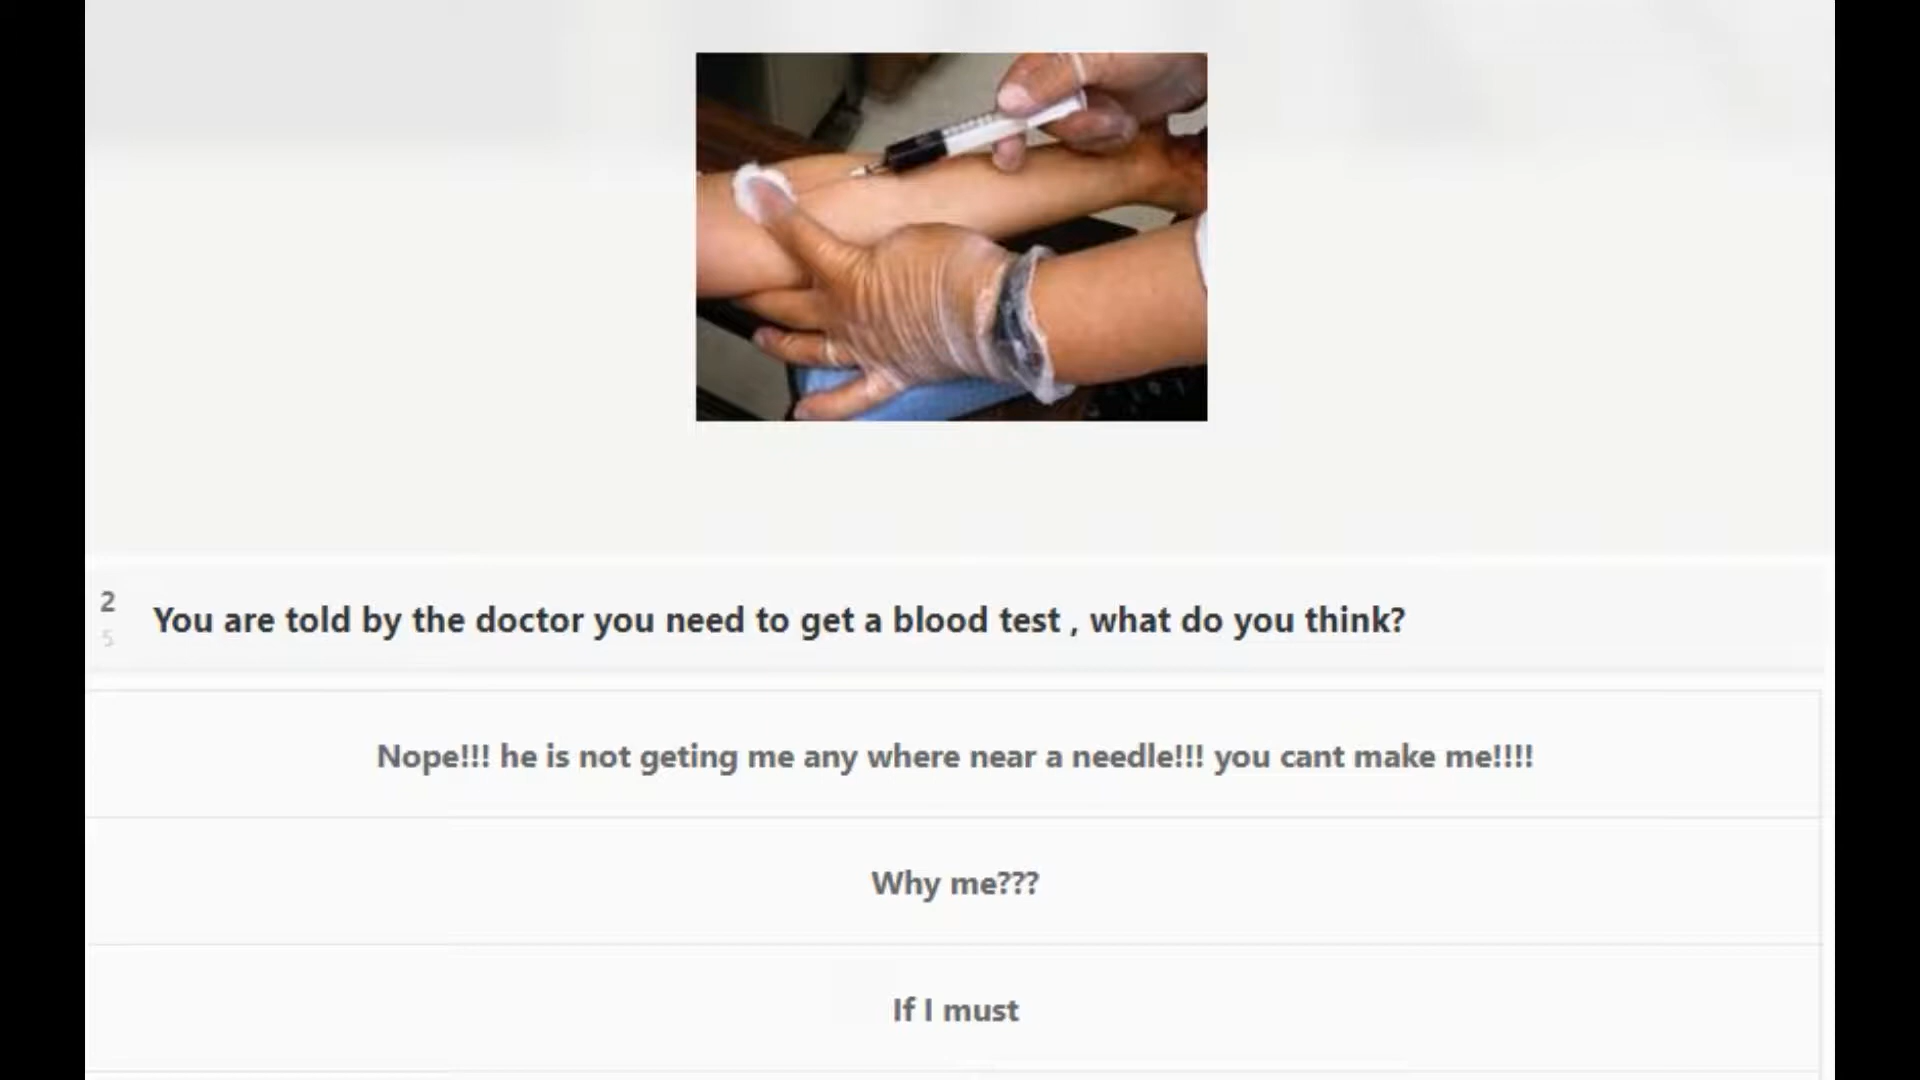 2
5
You are told by the doctor you need to get a blood test , what do you think?
Nope!!! he is not geting me any where near a needle!!! you cant make me!!!!
Why me???
If I must